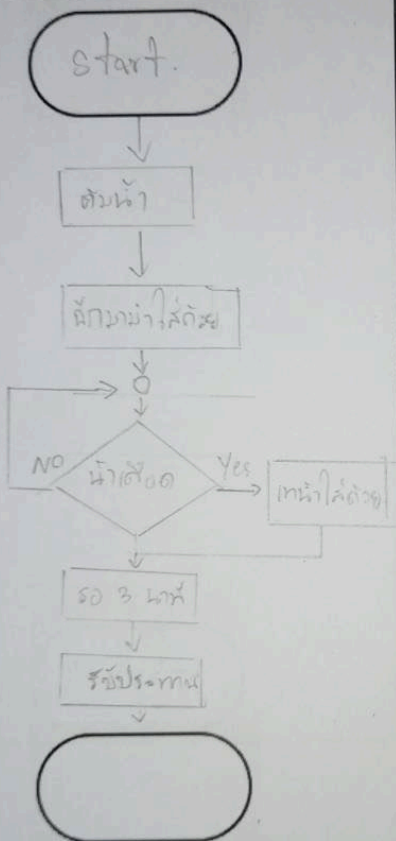 Start.
ต้มน้ำ
ฉีกมาม่าใส่ถ้วย
NO
น้ำเดือด
Yes
เทน้ำใส่ถ้วย
รอ 3 นาที
รับประทาน